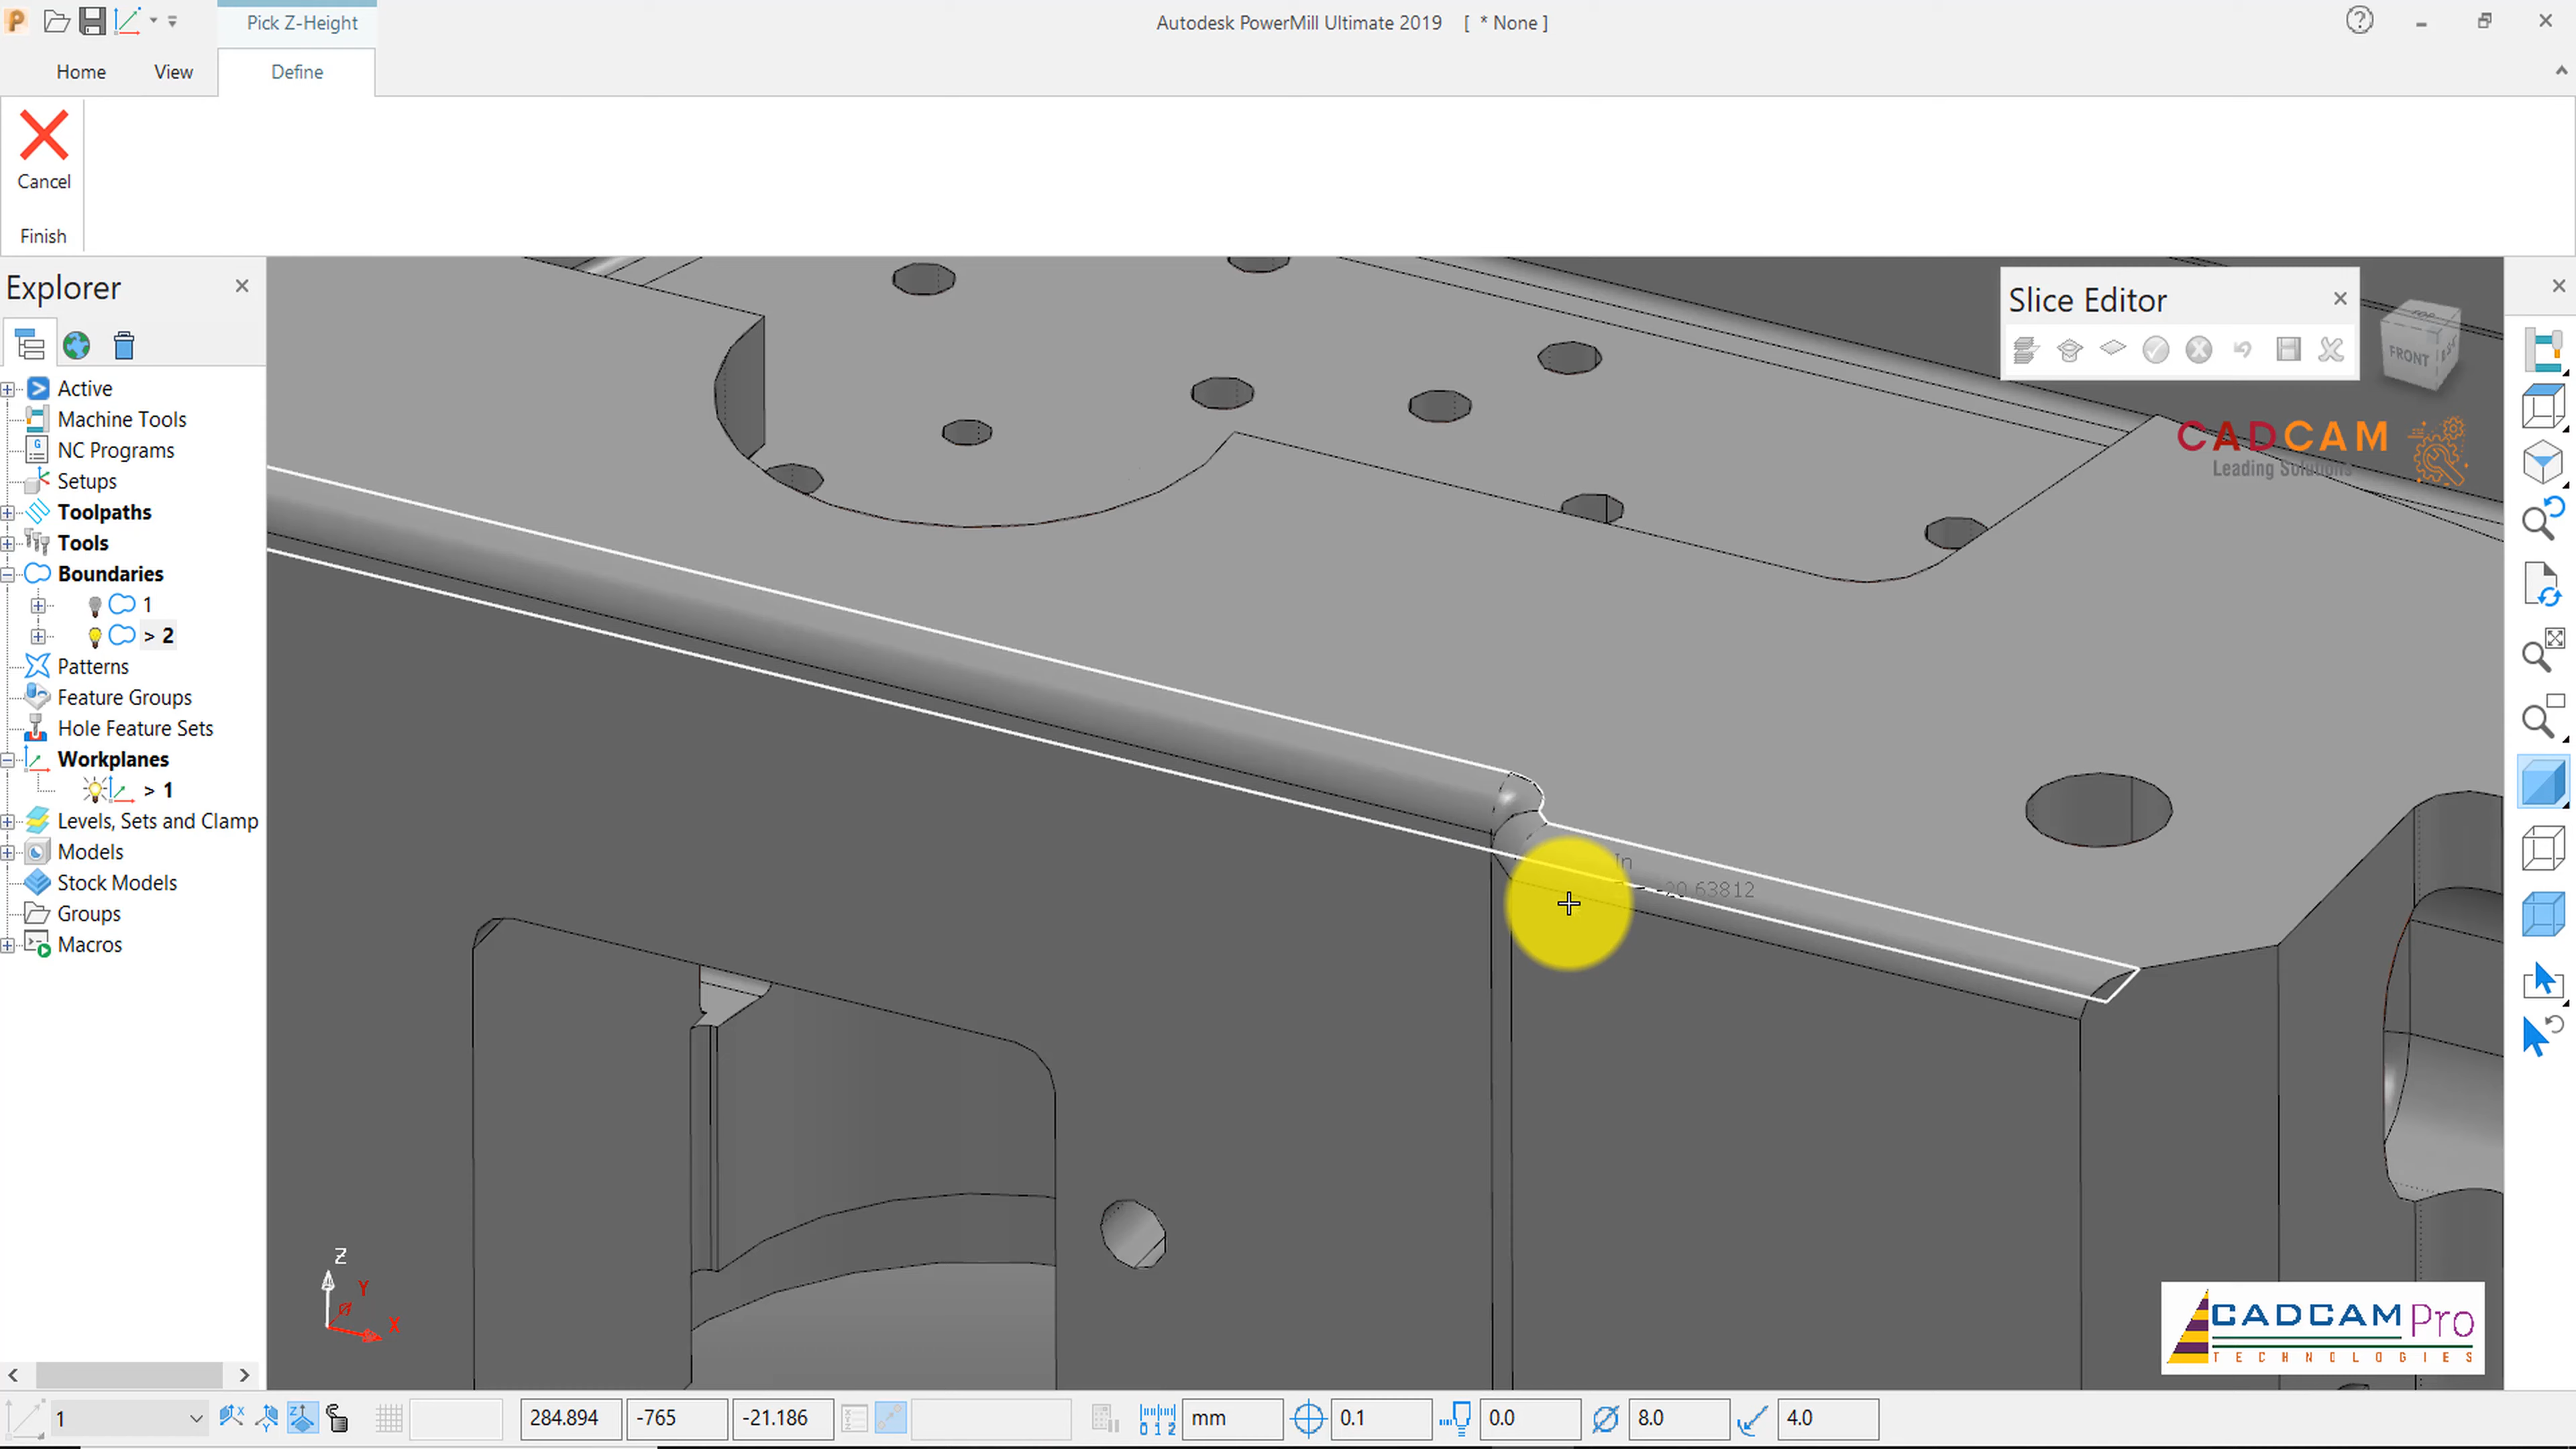 Pick Z-Height
Autodesk PowerMill Ultimate 2019 [ * None ]
Home View Define
Cancel
Finish
Explorer
Active
Machine Tools
NC Programs
Setups
Toolpaths
Tools
Boundaries
1
> 2
Patterns
Feature Groups
Hole Feature Sets
Workplanes
> 1
Levels, Sets and Clamp
Models
Stock Models
Groups
Macros
Slice Editor
TOP
FRONT
CADCAM
Leading Solutions
-20.63812
Z
Y
X
CADCAM Pro
TECHNOLOGIES
1 284.894 -765 -21.186 mm 0.1 0.0 8.0 4.0